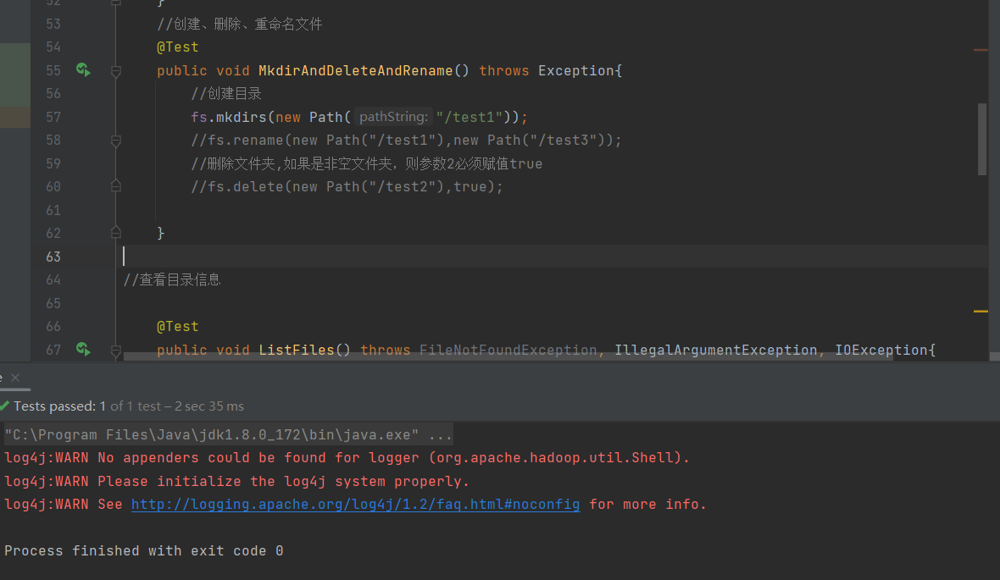 52 }
53 //创建、删除、重命名文件
54 @Test
55 public void MkdirAndDeleteAndRename() throws Exception{
56 //创建目录
57 fs.mkdirs(new Path( pathString: "/test1"));
58 //fs.rename(new Path("/test1"),new Path("/test3"));
59 //删除文件夹,如果是非空文件夹，则参数2必须赋值true
60 //fs.delete(new Path("/test2"),true);
61
62 }
63
64 //查看目录信息
65
66 @Test
67 public void ListFiles() throws FileNotFoundException, IllegalArgumentException, IOException{
Tests passed: 1 of 1 test – 2 sec 35 ms
"C:\Program Files\Java\jdk1.8.0_172\bin\java.exe" ...
log4j:WARN No appenders could be found for logger (org.apache.hadoop.util.Shell).
log4j:WARN Please initialize the log4j system properly.
log4j:WARN See http://logging.apache.org/log4j/1.2/faq.html#noconfig for more info.
Process finished with exit code 0